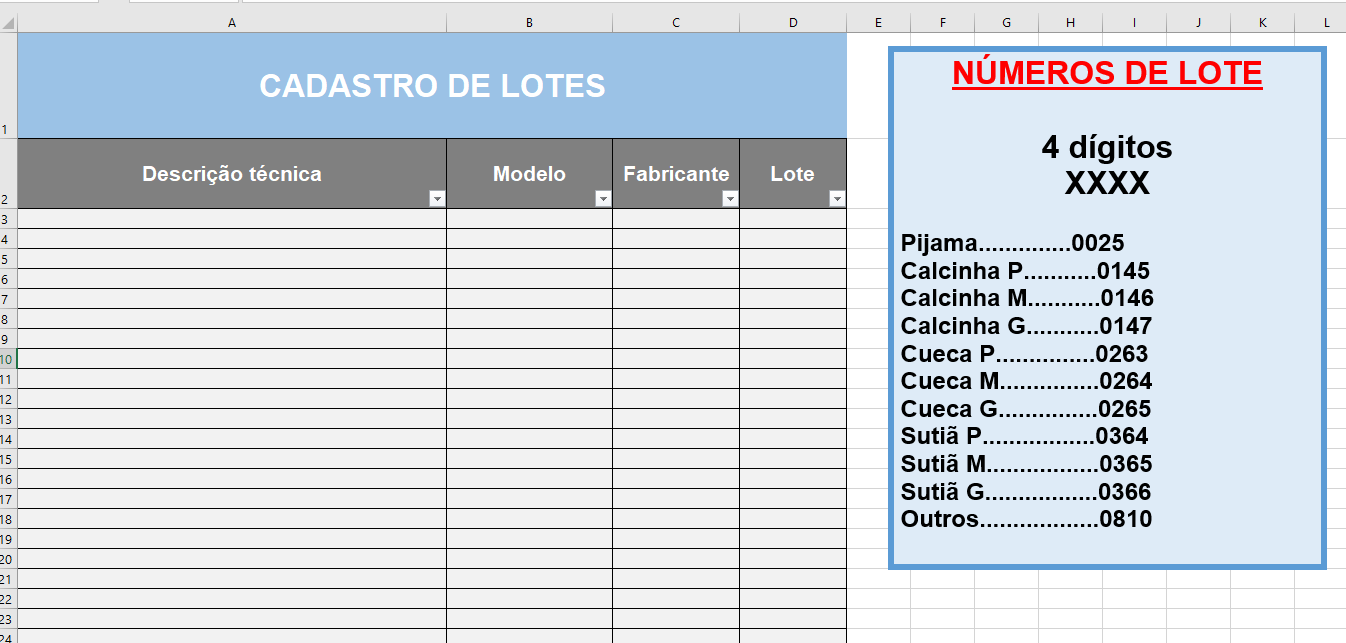 A B C D E F G H I J K L
1
CADASTRO DE LOTES
2
Descrição técnica Modelo Fabricante Lote
3
4
5
6
7
8
9
10
11
12
13
14
15
16
17
18
19
20
21
22
23
24
NÚMEROS DE LOTE
4 dígitos
XXXX
Pijama..............0025
Calcinha P...........0145
Calcinha M...........0146
Calcinha G...........0147
Cueca P...............0263
Cueca M...............0264
Cueca G...............0265
Sutiã P.................0364
Sutiã M.................0365
Sutiã G.................0366
Outros..................0810